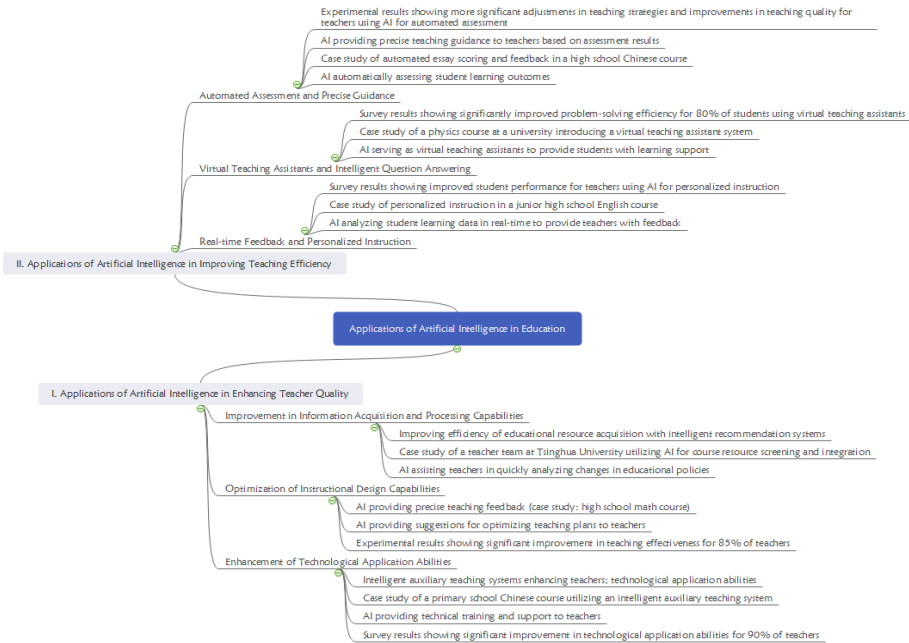 Experimental results showing more significant adjustments in teaching strategies and improvements in teaching quality for
teachers using AI for automated assessment
AI providing precise teaching guidance to teachers based on assessment results
Case study of automated essay scoring and feedback in a high school Chinese course
AI automatically assessing student learning outcomes
Automated Assessment and Precise Guidance
Survey results showing significantly improved problem-solving efficiency for 80% of students using virtual teaching assistants
Case study of a physics course at a university introducing a virtual teaching assistant system
AI serving as virtual teaching assistants to provide students with learning support
Virtual Teaching Assistants and Intelligent Question Answering
Survey results showing improved student performance for teachers using AI for personalized instruction
Case study of personalized instruction in a junior high school English course
AI analyzing student learning data in real-time to provide teachers with feedback
Real-time Feedback and Personalized Instruction
II. Applications of Artificial Intelligence in Improving Teaching Efficiency
Applications of Artificial Intelligence in Education
I. Applications of Artificial Intelligence in Enhancing Teacher Quality
Improvement in Information Acquisition and Processing Capabilities
Improving efficiency of educational resource acquisition with intelligent recommendation systems
Case study of a teacher team at Tsinghua University utilizing AI for course resource screening and integration
AI assisting teachers in quickly analyzing changes in educational policies
Optimization of Instructional Design Capabilities
AI providing precise teaching feedback (case study: high school math course)
AI providing suggestions for optimizing teaching plans to teachers
Experimental results showing significant improvement in teaching effectiveness for 85% of teachers
Enhancement of Technological Application Abilities
Intelligent auxiliary teaching systems enhancing teachers; technological application abilities
Case study of a primary school Chinese course utilizing an intelligent auxiliary teaching system
AI providing technical training and support to teachers
Survey results showing significant improvement in technological application abilities for 90% of teachers